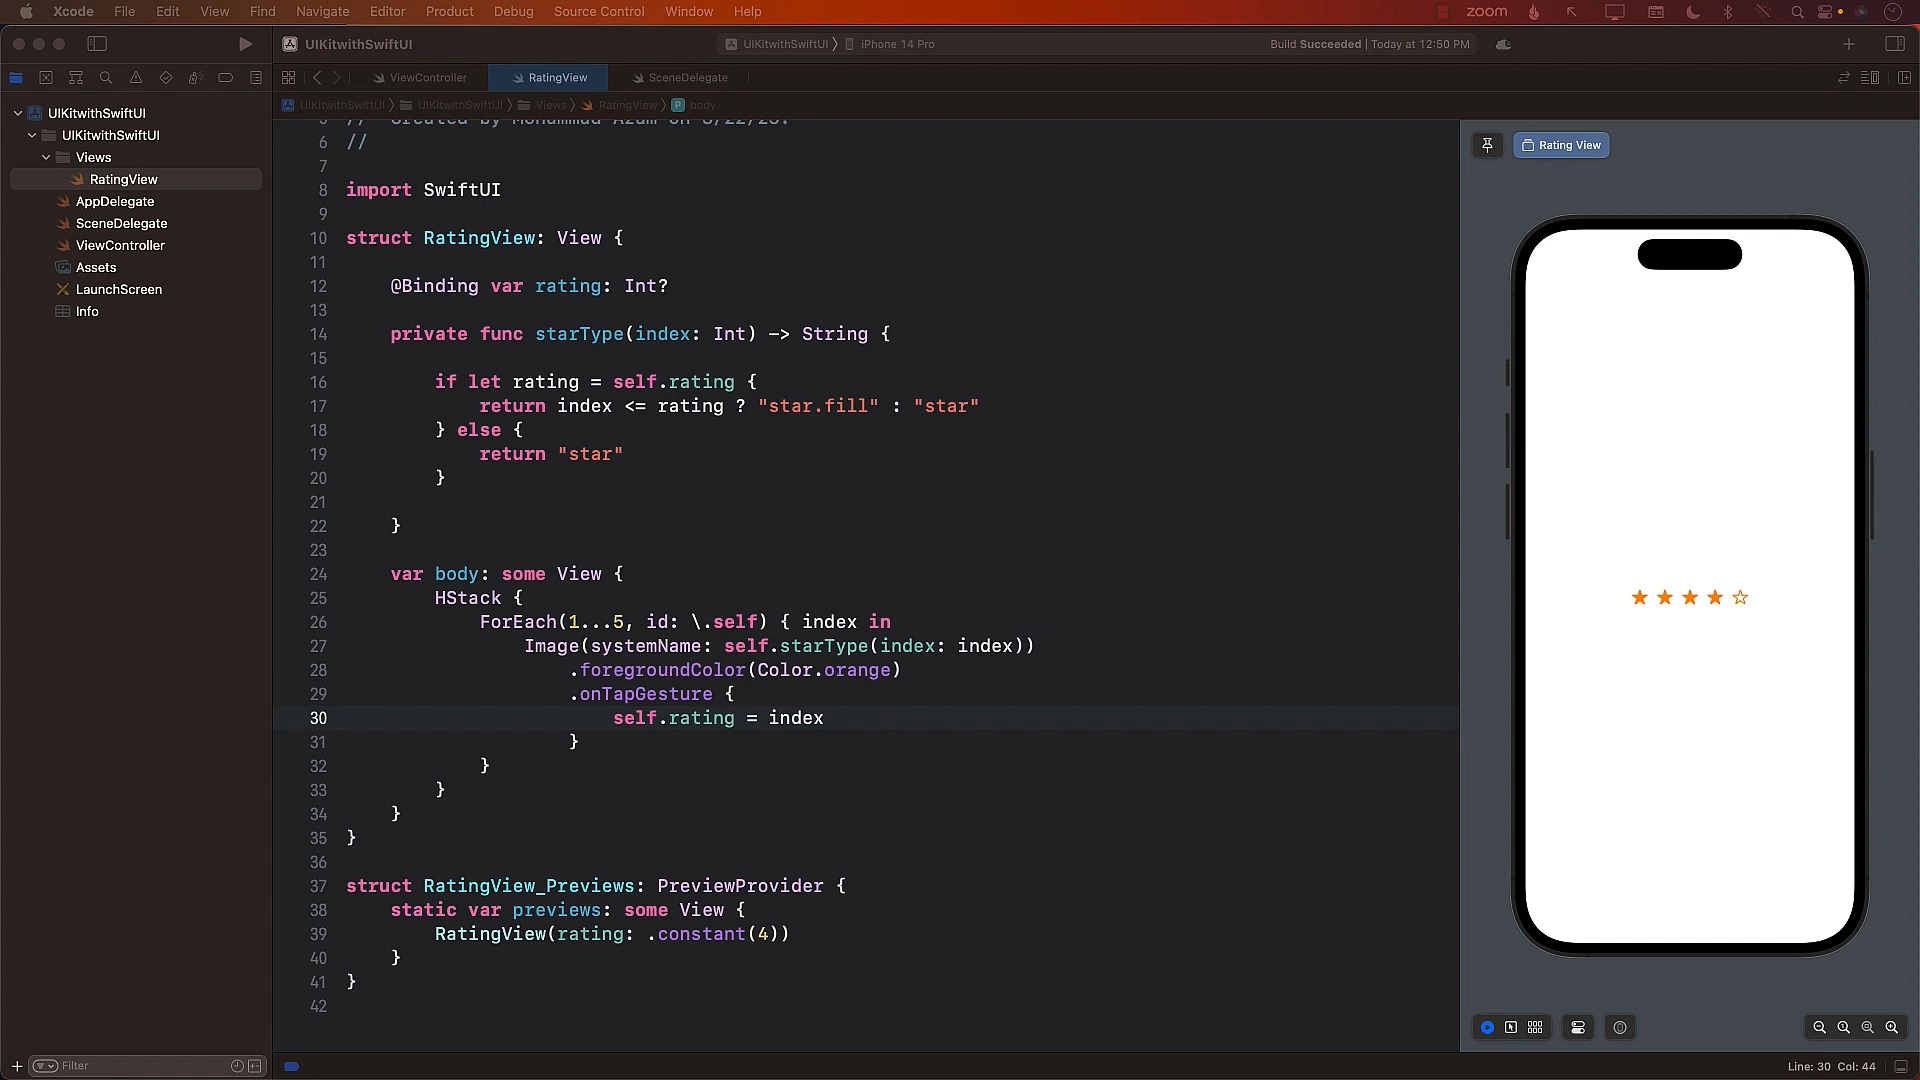 Xcode File Edit View Find Navigate Editor Product Debug Source Control Window Help zoom
UIKitwithSwiftUI UIKitwithSwiftUI iPhone 14 Pro Build Succeeded | Today at 12:50 PM
ViewController RatingView SceneDelegate
UIKitwithSwiftUI UIKitwithSwiftUI Views RatingView P body
UIKitwithSwiftUI
UIKitwithSwiftUI
Views
RatingView
AppDelegate
SceneDelegate
ViewController
Assets
LaunchScreen
Info
5 // Created by Mohammad Azam on 3/22/23.
6 //
7
8 import SwiftUI
9
10 struct RatingView: View {
11
12 @Binding var rating: Int?
13
14 private func starType(index: Int) -> String {
15
16 if let rating = self.rating {
17 return index <= rating ? "star.fill" : "star"
18 } else {
19 return "star"
20 }
21
22 }
23
24 var body: some View {
25 HStack {
26 ForEach(1...5, id: \.self) { index in
27 Image(systemName: self.starType(index: index))
28 .foregroundColor(Color.orange)
29 .onTapGesture {
30 self.rating = index
31 }
32 }
33 }
34 }
35 }
36
37 struct RatingView_Previews: PreviewProvider {
38 static var previews: some View {
39 RatingView(rating: .constant(4))
40 }
41 }
42
Rating View
Filter
Line: 30 Col: 44